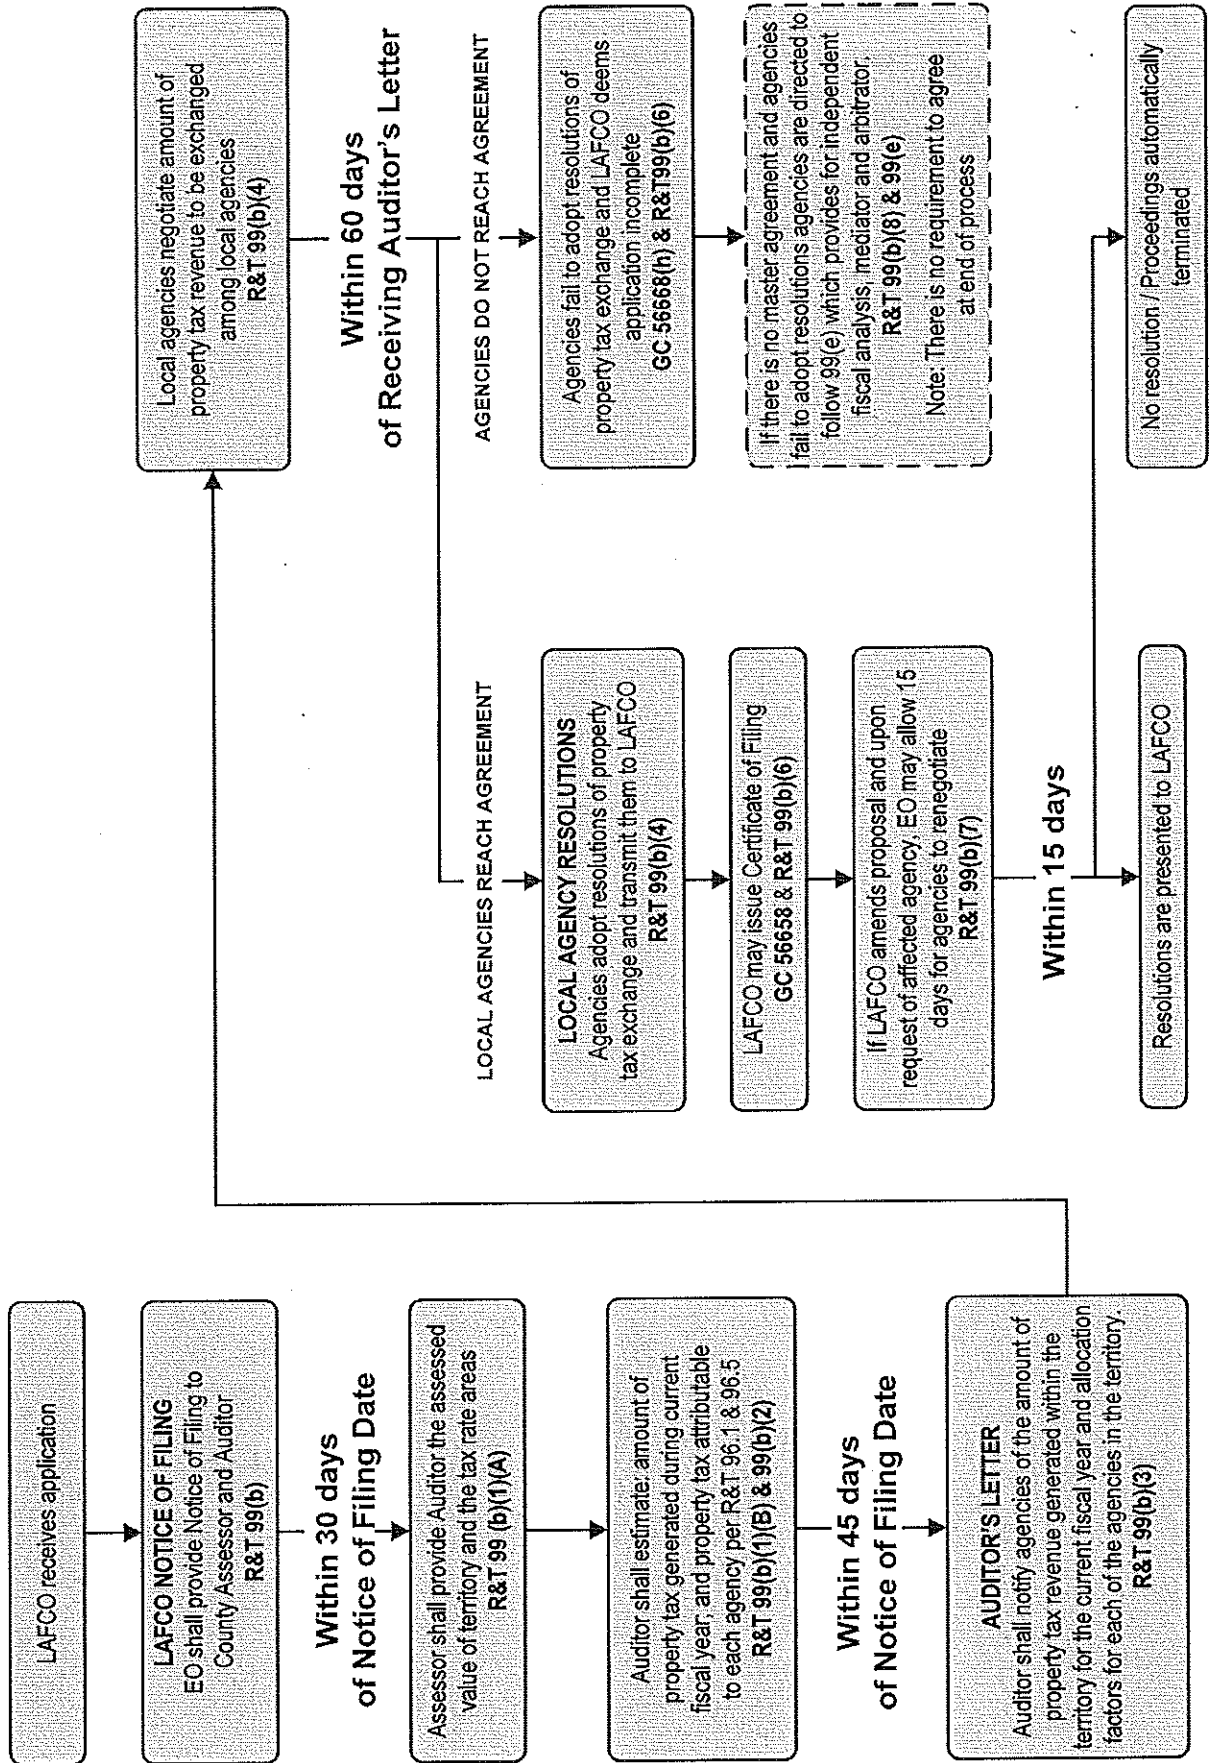 LAFCO receives application
LAFCO NOTICE OF FILING
EO shall provide Notice of Filing to
County Assessor and Auditor
R&T 99(b)
Within 30 days
of Notice of Filing Date
Assessor shall provide Auditor the assessed
value of territory and the tax rate areas
R&T 99 (b)(1)(A)
Auditor shall estimate: amount of
property tax generated during current
fiscal year, and property tax attributable
to each agency per R&T 96.1 & 96.5
R&T 99(b)(1)(B) & 99(b)(2)
Within 45 days
of Notice of Filing Date
AUDITOR'S LETTER
Auditor shall notify agencies of the amount of
property tax revenue generated within the
territory for the current fiscal year and allocation
factors for each of the agencies in the territory.
R&T 99(b)(3)
Local agencies negotiate amount of
property tax revenue to be exchanged
among local agencies
R&T 99(b)(4)
Within 60 days
of Receiving Auditor's Letter
LOCAL AGENCIES REACH AGREEMENT
LOCAL AGENCY RESOLUTIONS
Agencies adopt resolutions of property
tax exchange and transmit them to LAFCO
R&T 99(b)(4)
LAFCO may issue Certificate of Filing
GC 56658 & R&T 99(b)(6)
If LAFCO amends proposal and upon
request of affected agency, EO may allow 15
days for agencies to renegotiate
R&T 99(b)(7)
Within 15 days
Resolutions are presented to LAFCO
AGENCIES DO NOT REACH AGREEMENT
Agencies fail to adopt resolutions of
property tax exchange and LAFCO deems
application incomplete
GC 56668(h) & R&T99(b)(6)
If there is no master agreement and agencies
fail to adopt resolutions agencies are directed to
follow 99(e) which provides for independent
fiscal analysis, mediator and arbitrator.
R&T 99(b)(8) & 99(e)
Note: There is no requirement to agree
at end of process
No resolution / Proceedings automatically
terminated